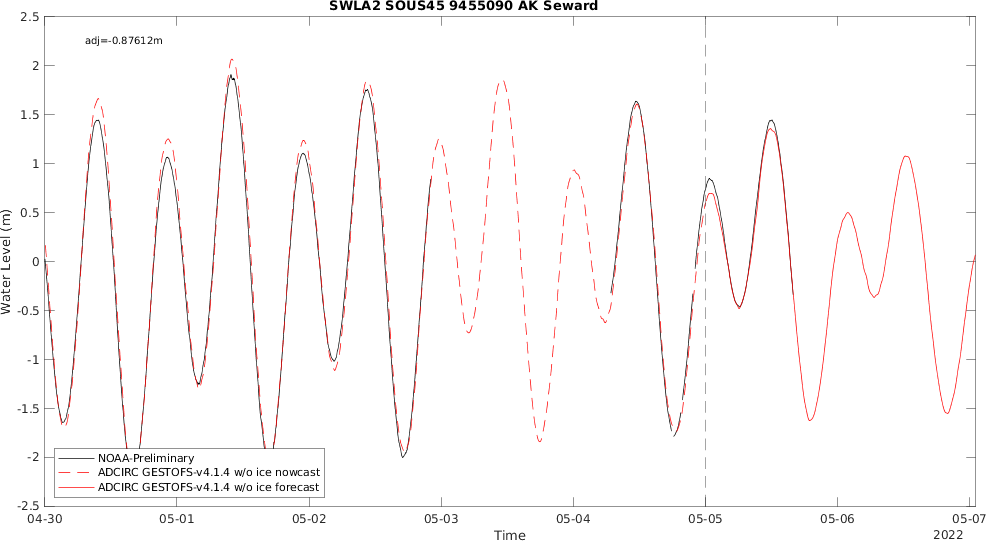 SWLA2 SOUS45 9455090 AK Seward
adj=-0.87612m
2.5
2
1.5
1
0.5
0
-0.5
-1
-1.5
-2
-2.5
Water Level (m)
NOAA-Preliminary
ADCIRC GESTOFS-v4.1.4 w/o ice nowcast
ADCIRC GESTOFS-v4.1.4 w/o ice forecast
04-30 05-01 05-02 05-03 05-04 05-05 05-06 05-07
Time
2022